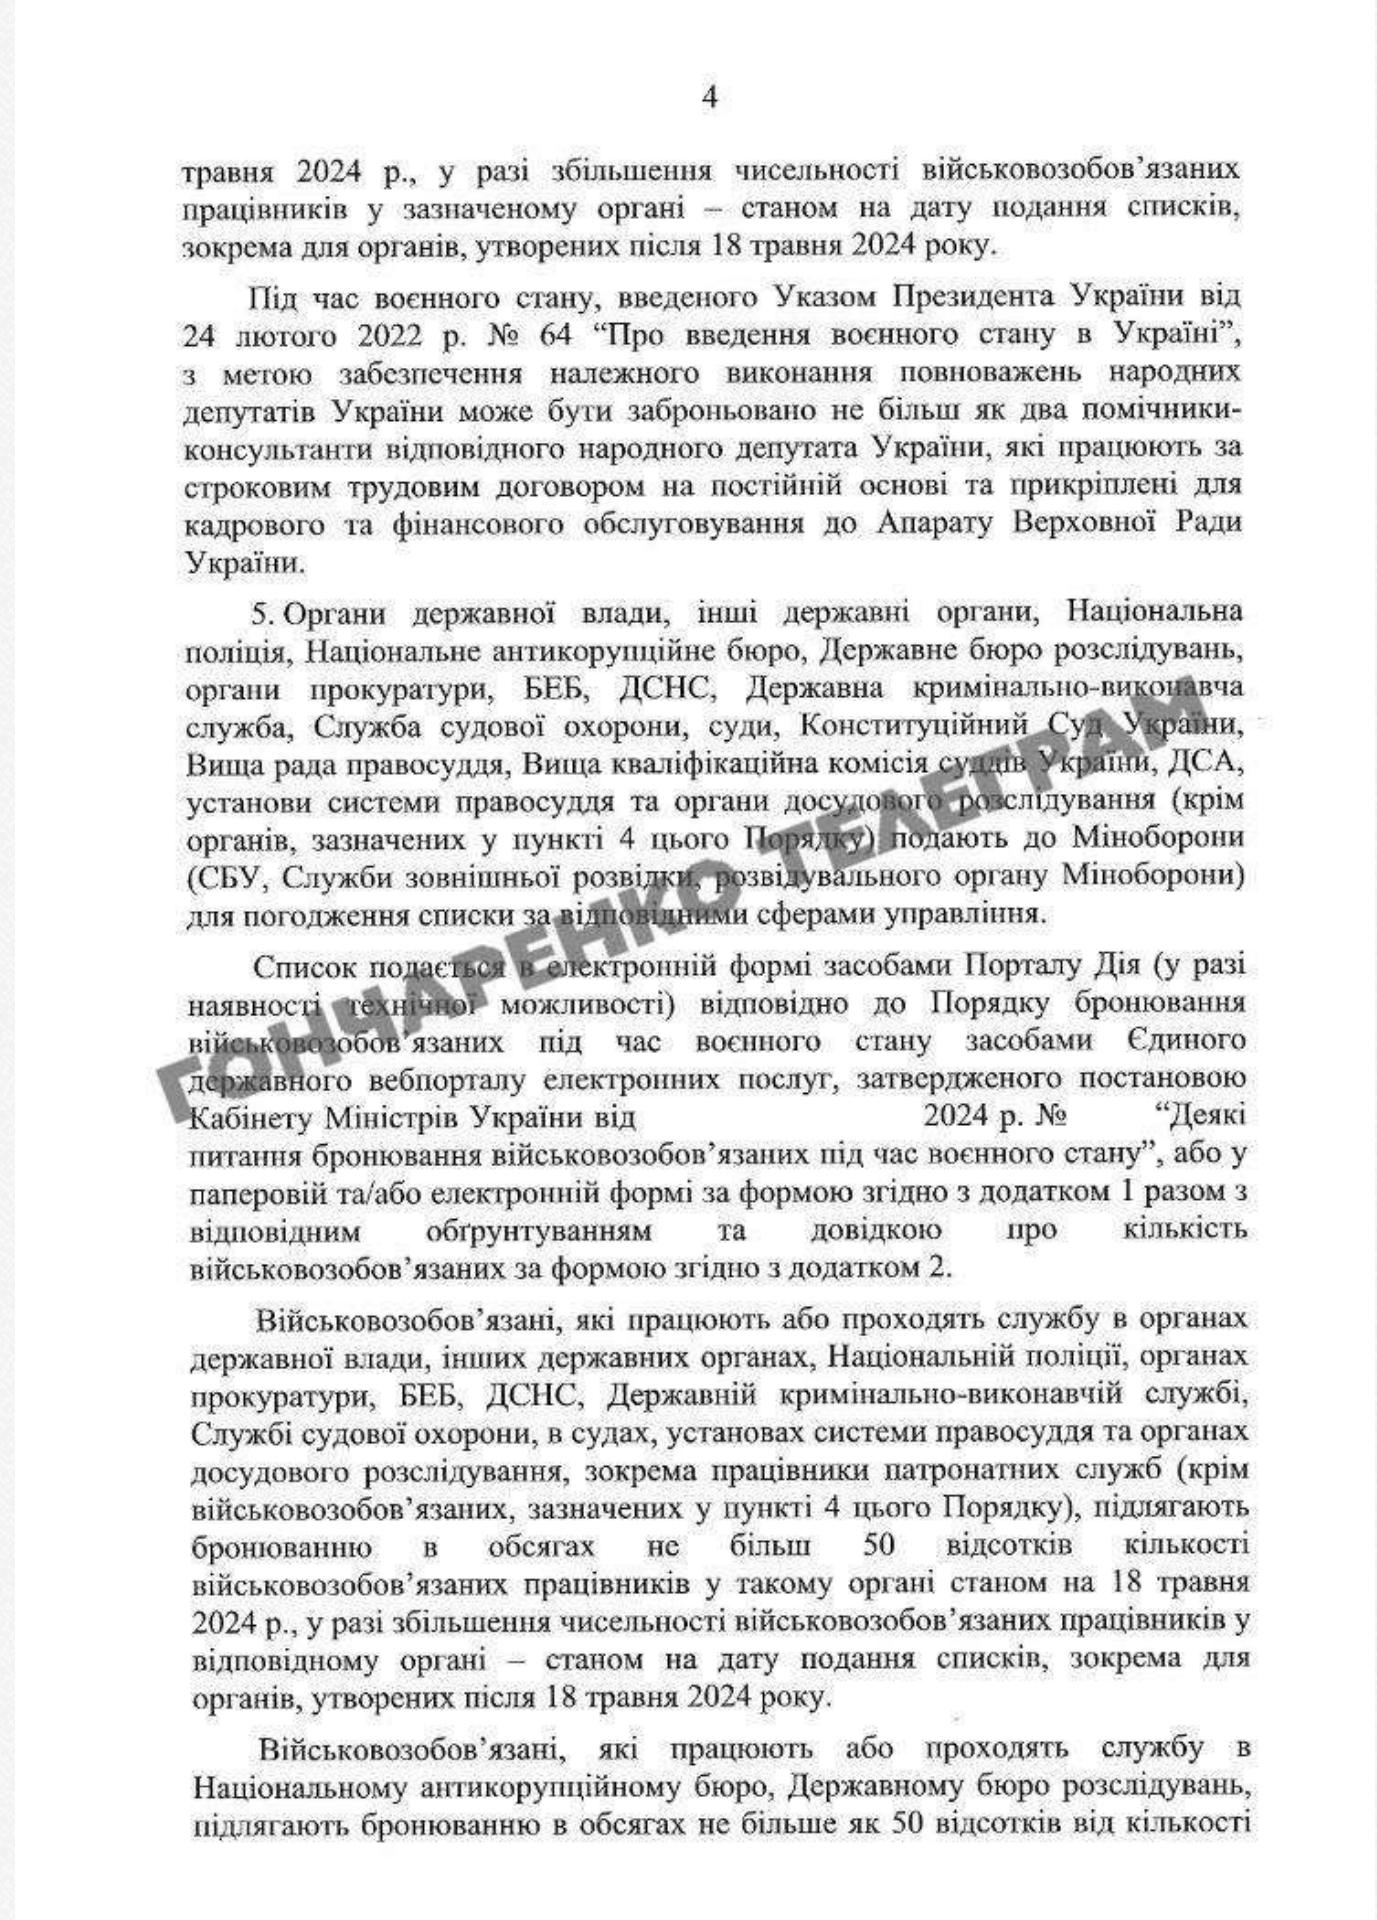 4
травня 2024 р., у разі збільшення чисельності військовозобов’язаних
працівників у зазначеному органі – станом на дату подання списків,
зокрема для органів, утворених після 18 травня 2024 року.
Під час воєнного стану, введеного Указом Президента України від
24 лютого 2022 р. № 64 “Про введення воєнного стану в Україні”,
з метою забезпечення належного виконання повноважень народних
депутатів України може бути заброньовано не більш як два помічники-
консультанти відповідного народного депутата України, які працюють за
строковим трудовим договором на постійній основі та прикріплені для
кадрового та фінансового обслуговування до Апарату Верховної Ради
України.
5. Органи державної влади, інші державні органи, Національна
поліція, Національне антикорупційне бюро, Державне бюро розслідувань,
органи прокуратури, БЕБ, ДСНС, Державна кримінально-виконавча
служба, Служба судової охорони, суди, Конституційний Суд України,
Вища рада правосуддя, Вища кваліфікаційна комісія суддів України, ДСА,
установи системи правосуддя та органи досудового розслідування (крім
органів, зазначених у пункті 4 цього Порядку) подають до Міноборони
(СБУ, Служби зовнішньої розвідки, розвідувального органу Міноборони)
для погодження списки за відповідними сферами управління.
Список подається в електронній формі засобами Порталу Дія (у разі
наявності технічної можливості) відповідно до Порядку бронювання
військовозобов’язаних під час воєнного стану засобами Єдиного
державного вебпорталу електронних послуг, затвердженого постановою
Кабінету Міністрів України від 2024 р. № “Деякі
питання бронювання військовозобов’язаних під час воєнного стану”, або у
паперовій та/або електронній формі за формою згідно з додатком 1 разом з
відповідним обґрунтуванням та довідкою про кількість
військовозобов’язаних за формою згідно з додатком 2.
Військовозобов’язані, які працюють або проходять службу в органах
державної влади, інших державних органах, Національній поліції, органах
прокуратури, БЕБ, ДСНС, Державній кримінально-виконавчій службі,
Службі судової охорони, в судах, установах системи правосуддя та органах
досудового розслідування, зокрема працівники патронатних служб (крім
військовозобов’язаних, зазначених у пункті 4 цього Порядку), підлягають
бронюванню в обсягах не більш 50 відсотків кількості
військовозобов’язаних працівників у такому органі станом на 18 травня
2024 р., у разі збільшення чисельності військовозобов’язаних працівників у
відповідному органі – станом на дату подання списків, зокрема для
органів, утворених після 18 травня 2024 року.
Військовозобов’язані, які працюють або проходять службу в
Національному антикорупційному бюро, Державному бюро розслідувань,
підлягають бронюванню в обсягах не більше як 50 відсотків від кількості
ГОНЧАРЕНКО ТЕЛЕГРАМ